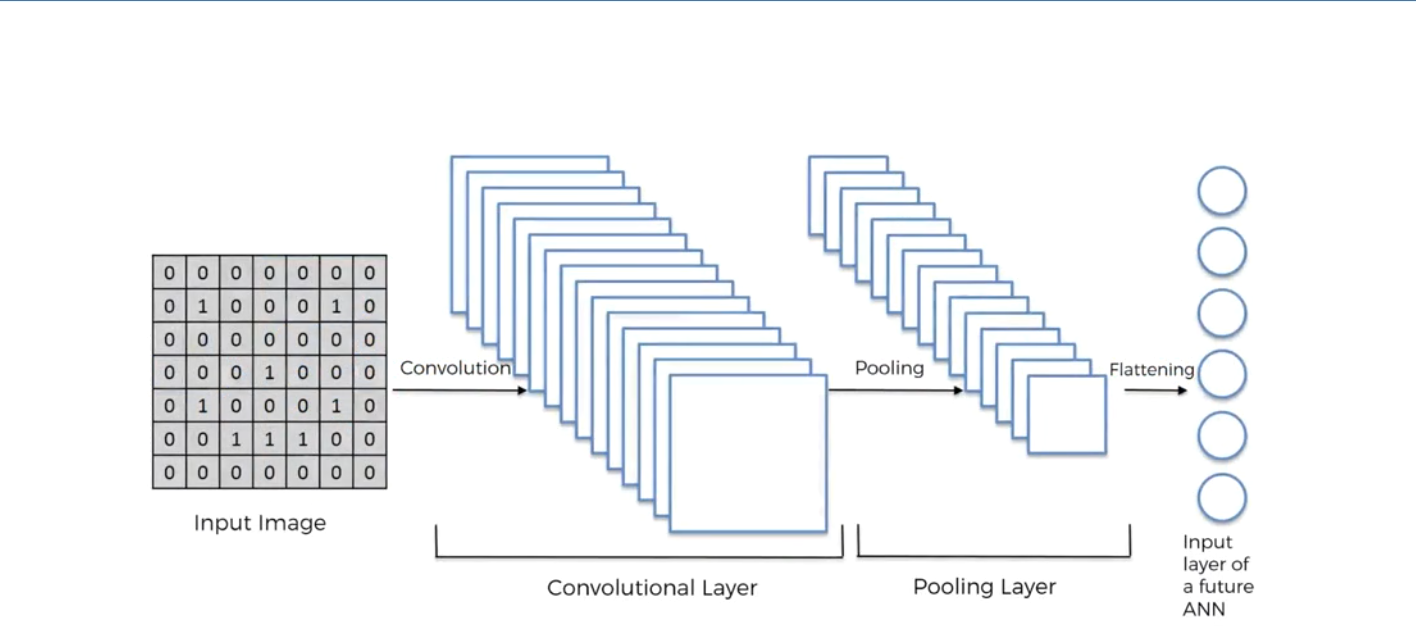 0 0 0 0 0 0 0
0 1 0 0 0 1 0
0 0 0 0 0 0 0
0 0 0 1 0 0 0
0 1 0 0 0 1 0
0 0 1 1 1 0 0
0 0 0 0 0 0 0
Input Image
Convolution
Convolutional Layer
Pooling
Pooling Layer
Flattening
Input
layer of
a future
ANN